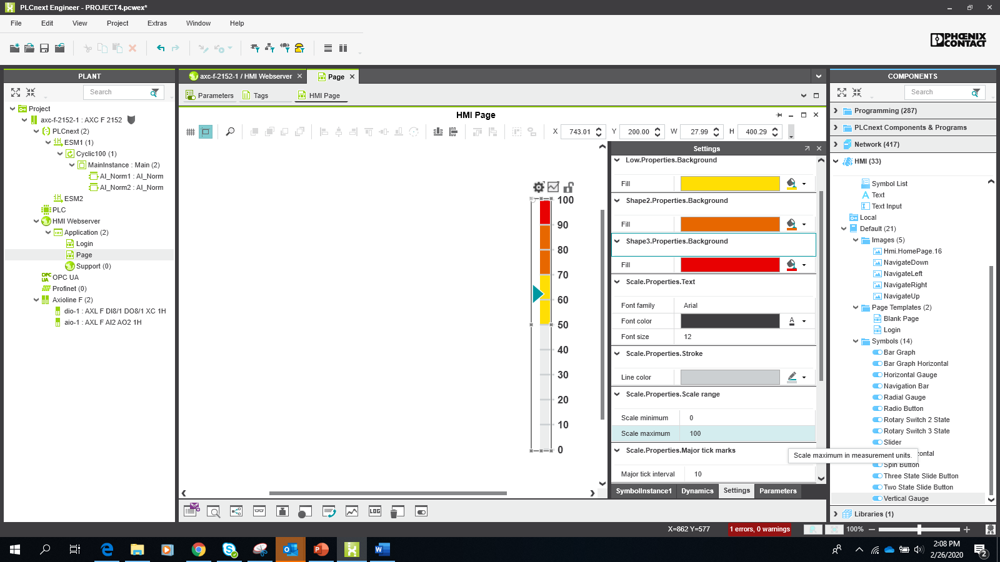 PLCnext Engineer - PROJECT4.pcwex*
File Edit View Project Extras Window Help
PHŒNIX
CONTACT
PLANT
Search
Project
axc-f-2152-1 : AXC F 2152
PLCnext (2)
ESM1 (1)
Cyclic100 (1)
MainInstance : Main (2)
AI_Norm1 : AI_Norm
AI_Norm2 : AI_Norm
ESM2
PLC
HMI Webserver
Application (2)
Login
Page
Support (0)
OPC UA OPC UA
Profinet (0)
Axioline F (2)
dio-1 : AXL F DI8/1 DO8/1 XC 1H
aio-1 : AXL F AI2 AO2 1H
axc-f-2152-1 / HMI Webserver
Page
Parameters Tags HMI Page
HMI Page
X 743.01 Y 200.00 W 27.99 H 400.29
100
90
80
70
60
50
40
30
20
10
0
Settings
Low.Properties.Background
Fill
Shape2.Properties.Background
Fill
Shape3.Properties.Background
Fill
Scale.Properties.Text
Font family Arial
Font color A
Font size 12
Scale.Properties.Stroke
Line color
Scale.Properties.Scale range
Scale minimum 0
Scale maximum 100
Scale.Properties.Major tick marks
Major tick interval 10
SymbolInstance1 Dynamics Settings Parameters
LOG
COMPONENTS
Search
Programming (287)
PLCnext Components & Programs
Network (417)
HMI (33)
Symbol List
A Text
Text Input
Local
Default (21)
Images (5)
Hmi.HomePage.16
NavigateDown
NavigateLeft
NavigateRight
NavigateUp
Page Templates (2)
Blank Page
Login
Symbols (14)
Bar Graph
Bar Graph Horizontal
Horizontal Gauge
Navigation Bar
Radial Gauge
Radio Button
Rotary Switch 2 State
Rotary Switch 3 State
Slider
zontal
Scale maximum in measurement units.
Spin Button
Three State Slide Button
Two State Slide Button
Vertical Gauge
Libraries (1)
X=862 Y=577 1 errors, 0 warnings 100%
2:08 PM
2/26/2020
2